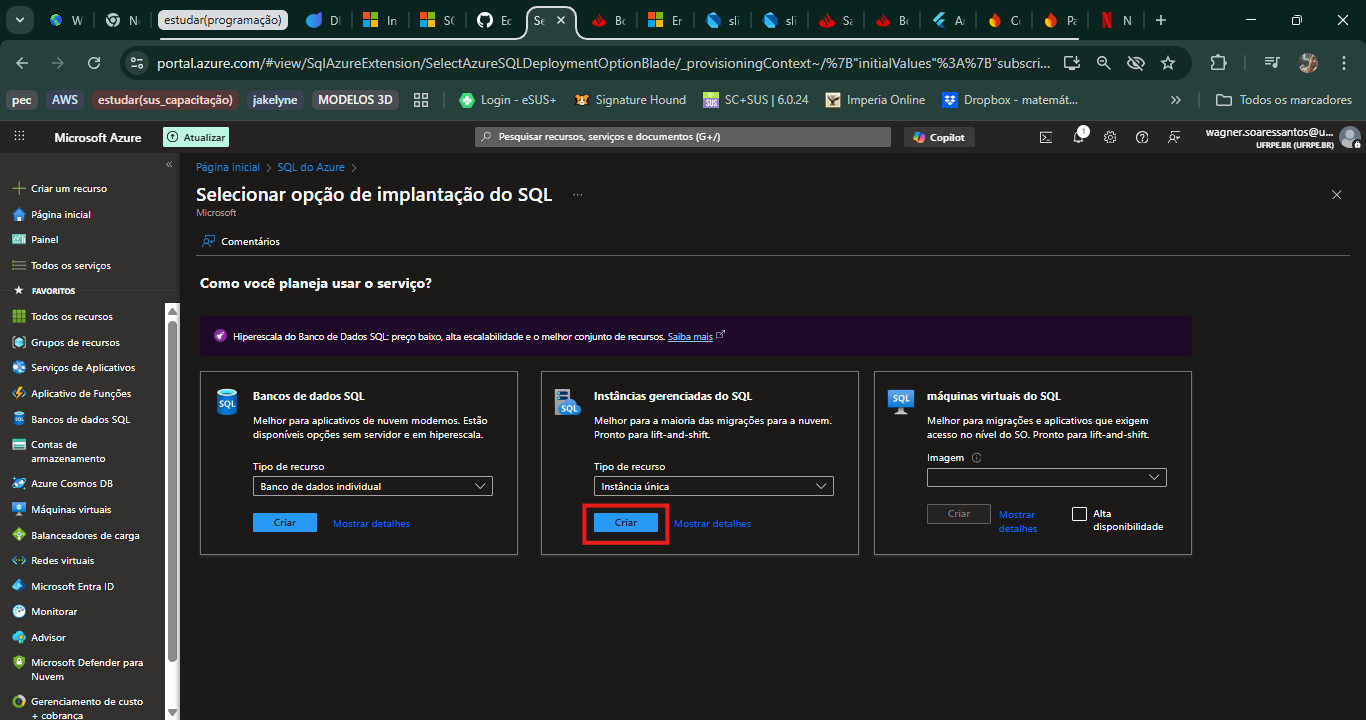 W
N
estudar(programação)
D
In
SC
Ec
Se
Bo
Er
sli
sli
Sa
Bo
A
Co
Pa
N
portal.azure.com/#view/SqlAzureExtension/SelectAzureSQLDeploymentOptionBlade/_provisioningContext~/%7B"initialValues"%3A%7B"subscri...
pec
AWS
estudar(sus_capacitação)
jakelyne
MODELOS 3D
Login - eSUS+
Signature Hound
SC+SUS | 6.0.24
Imperia Online
Dropbox - matemát...
Todos os marcadores
Microsoft Azure
Atualizar
Pesquisar recursos, serviços e documentos (G+/)
Copilot
1
wagner.soaressantos@u...
UFRPE.BR (UFRPE.BR)
Criar um recurso
Página inicial
Painel
Todos os serviços
FAVORITOS
Todos os recursos
Grupos de recursos
Serviços de Aplicativos
Aplicativo de Funções
Bancos de dados SQL
Contas de
armazenamento
Azure Cosmos DB
Máquinas virtuais
Balanceadores de carga
Redes virtuais
Microsoft Entra ID
Monitorar
Advisor
Microsoft Defender para
Nuvem
Gerenciamento de custo
+ cobrança
Página inicial > SQL do Azure >
Selecionar opção de implantação do SQL ...
Microsoft
Comentários
Como você planeja usar o serviço?
Hiperescala do Banco de Dados SQL: preço baixo, alta escalabilidade e o melhor conjunto de recursos. Saiba mais
SQL
Bancos de dados SQL
Melhor para aplicativos de nuvem modernos. Estão
disponíveis opções sem servidor e em hiperescala.
Tipo de recurso
Banco de dados individual
Criar
Mostrar detalhes
SQL
Instâncias gerenciadas do SQL
Melhor para a maioria das migrações para a nuvem.
Pronto para lift-and-shift.
Tipo de recurso
Instância única
Criar
Mostrar detalhes
SQL
máquinas virtuais do SQL
Melhor para migrações e aplicativos que exigem
acesso no nível do SO. Pronto para lift-and-shift.
Imagem
Criar
Mostrar
detalhes
Alta
disponibilidade